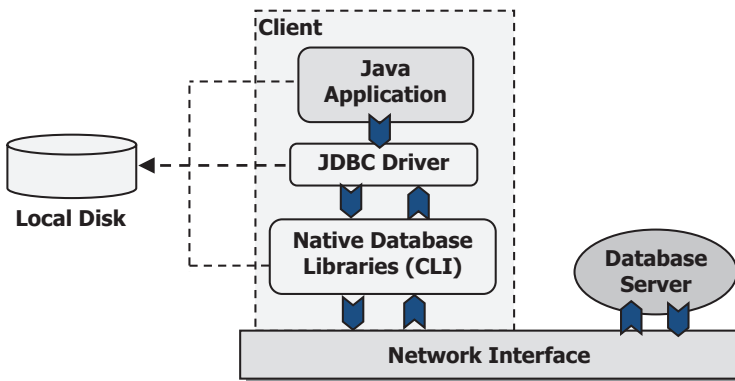 Client
Java
Application
JDBC Driver
Local Disk
Native Database
Libraries (CLI)
Database
Server
Network Interface